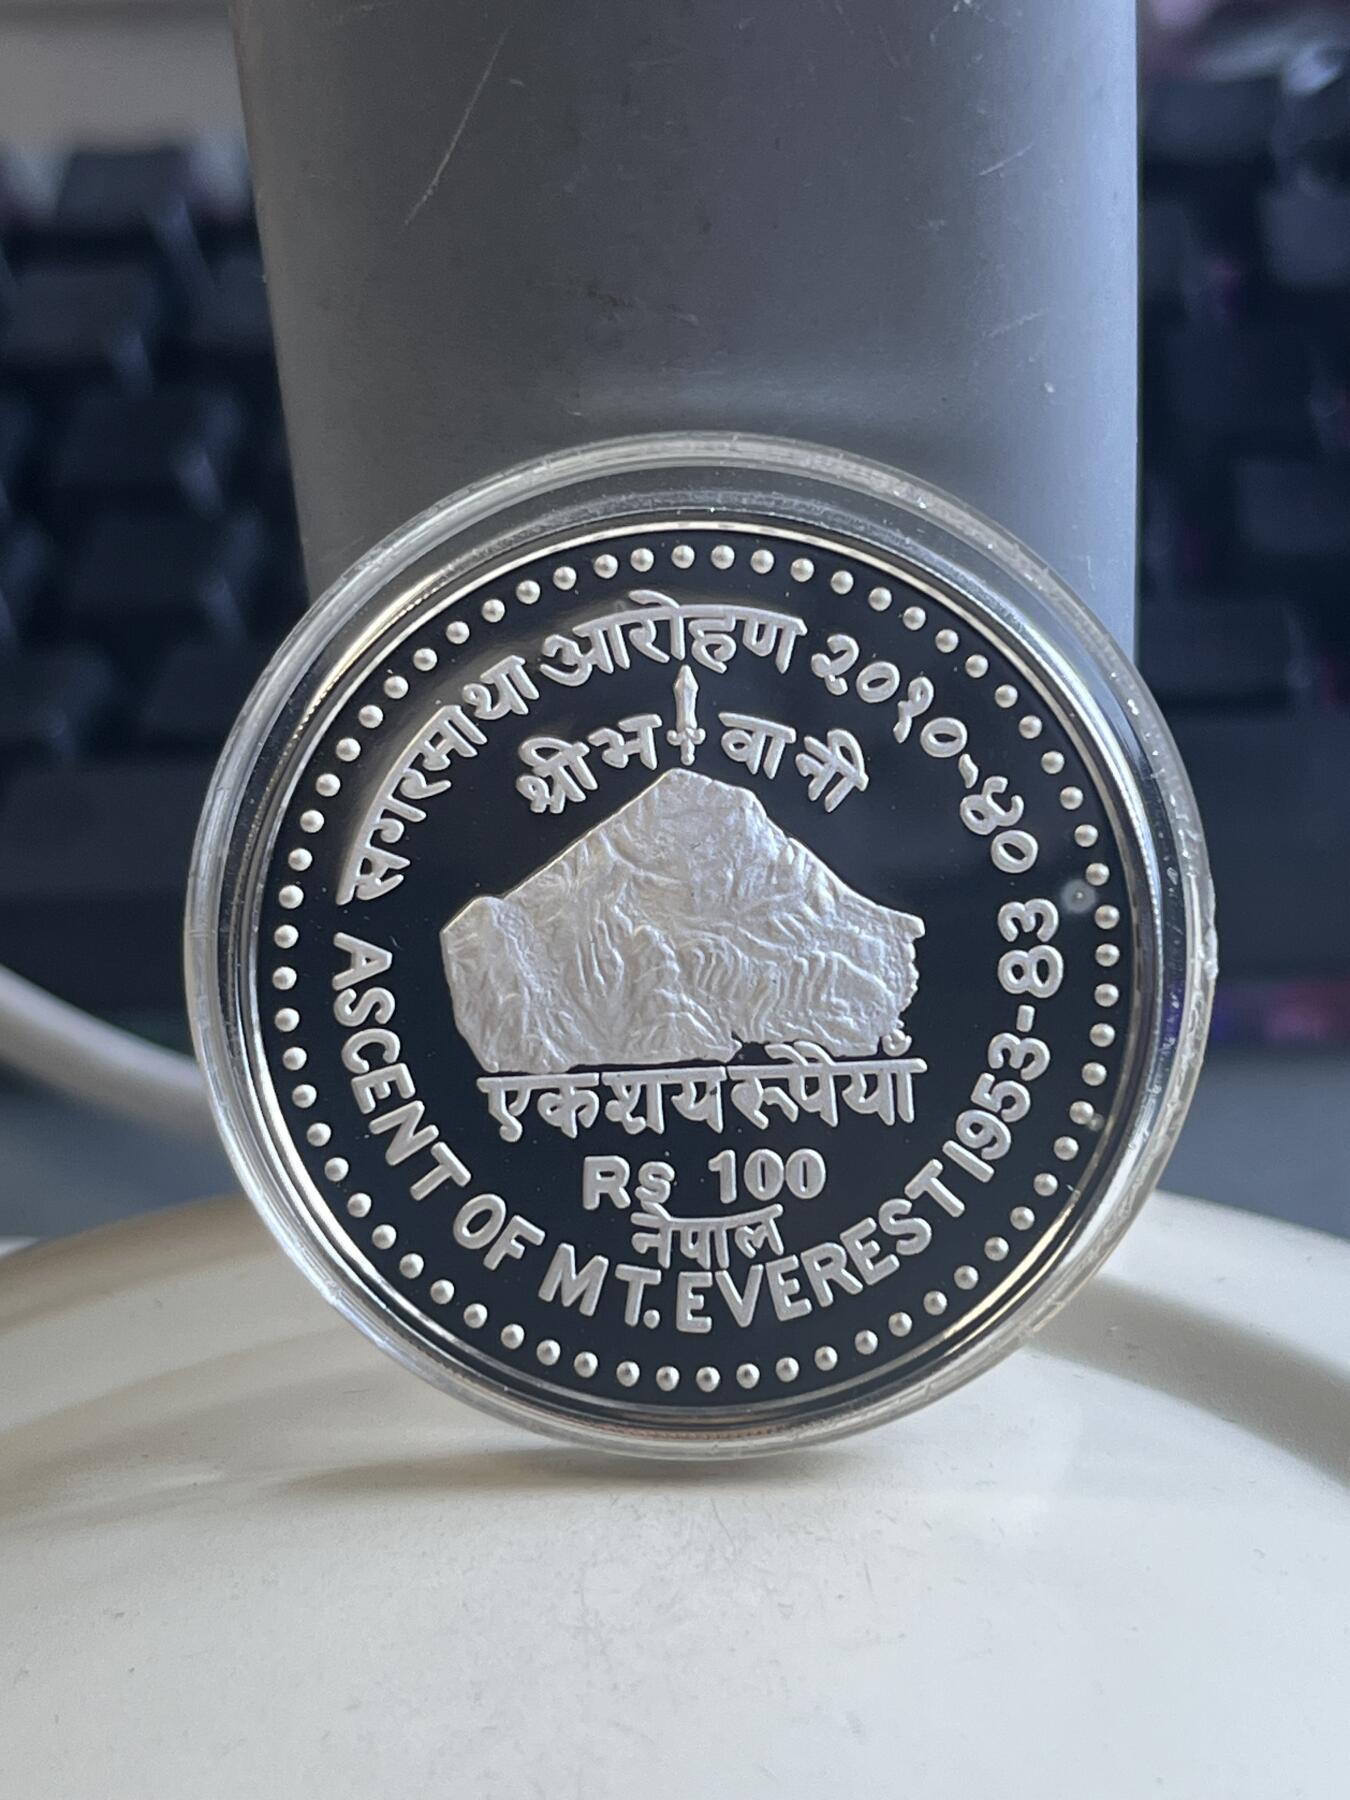 सगरमाथा आरोहण २०१०-४०
श्री भ वा नी
एक शय रूपैयाँ
Rs 100
नेपाल
ASCENT OF MT. EVEREST 1953-83